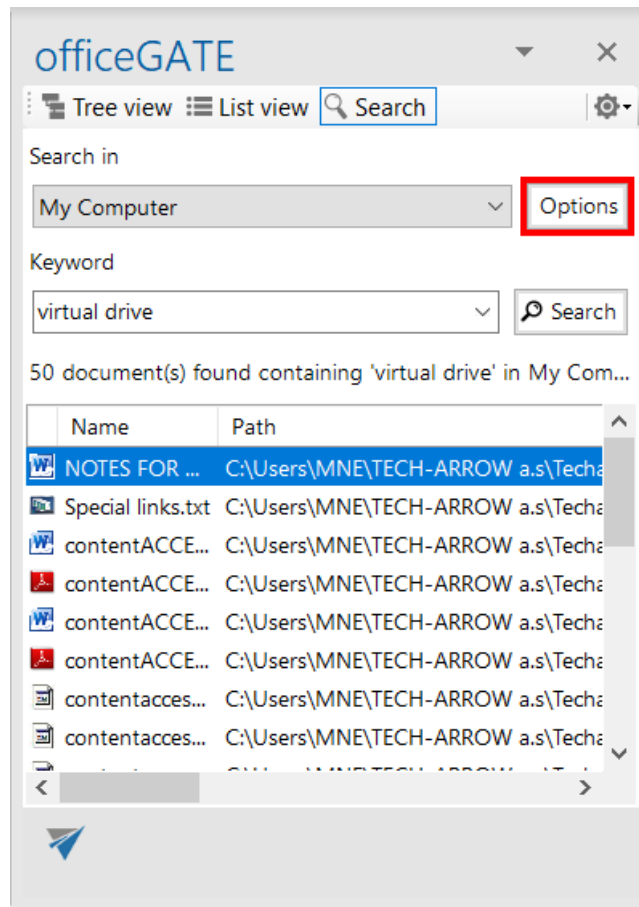 officeGATE
Tree view List view Search
Search in
My Computer Options
Keyword
virtual drive Search
50 document(s) found containing 'virtual drive' in My Com...
Name Path
NOTES FOR ... C:\Users\MNE\TECH-ARROW a.s\Techa
Special links.txt C:\Users\MNE\TECH-ARROW a.s\Techa
contentACCE... C:\Users\MNE\TECH-ARROW a.s\Techa
contentACCE... C:\Users\MNE\TECH-ARROW a.s\Techa
contentACCE... C:\Users\MNE\TECH-ARROW a.s\Techa
contentACCE... C:\Users\MNE\TECH-ARROW a.s\Techa
contentacces... C:\Users\MNE\TECH-ARROW a.s\Techa
contentacces... C:\Users\MNE\TECH-ARROW a.s\Techa